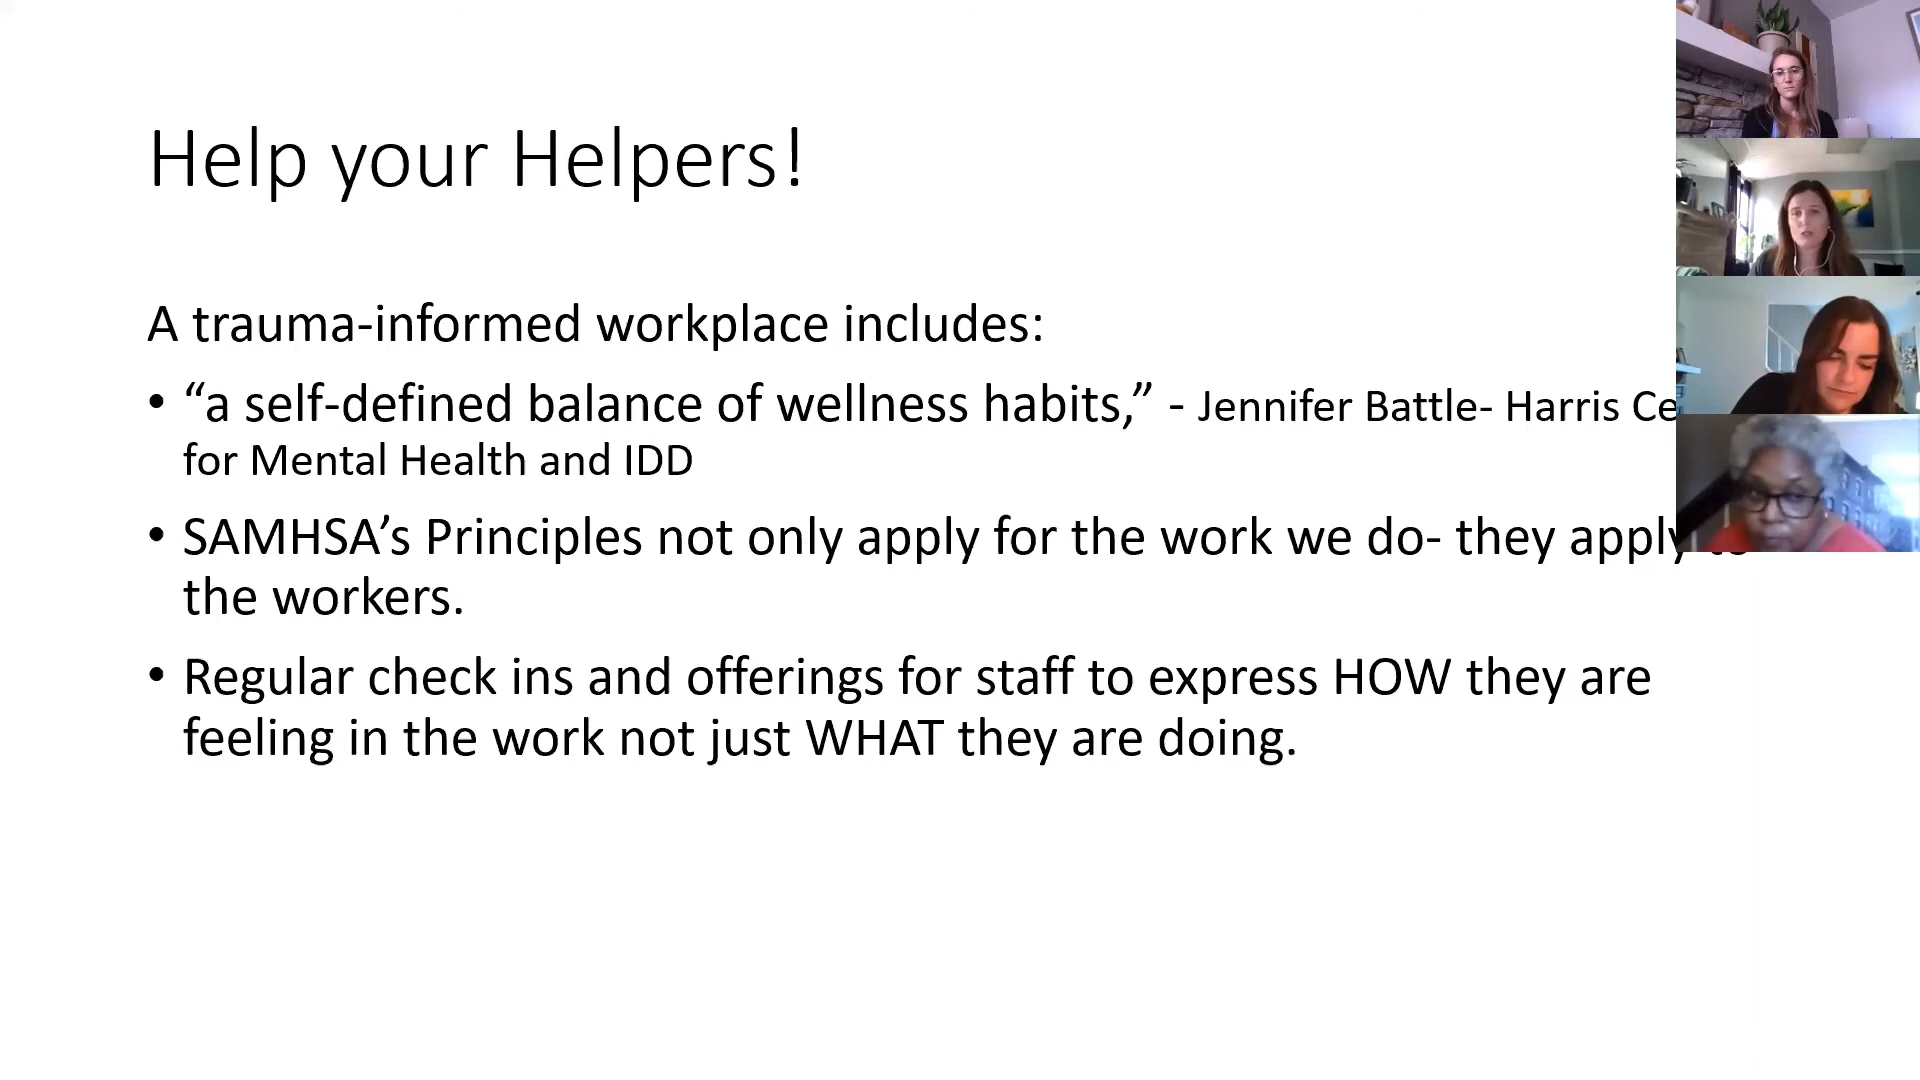 Help your Helpers!
A trauma-informed workplace includes:
• “a self-defined balance of wellness habits,” - Jennifer Battle- Harris
for Mental Health and IDD
• SAMHSA’s Principles not only apply for the work we do- they apply
the workers.
• Regular check ins and offerings for staff to express HOW they are
feeling in the work not just WHAT they are doing.